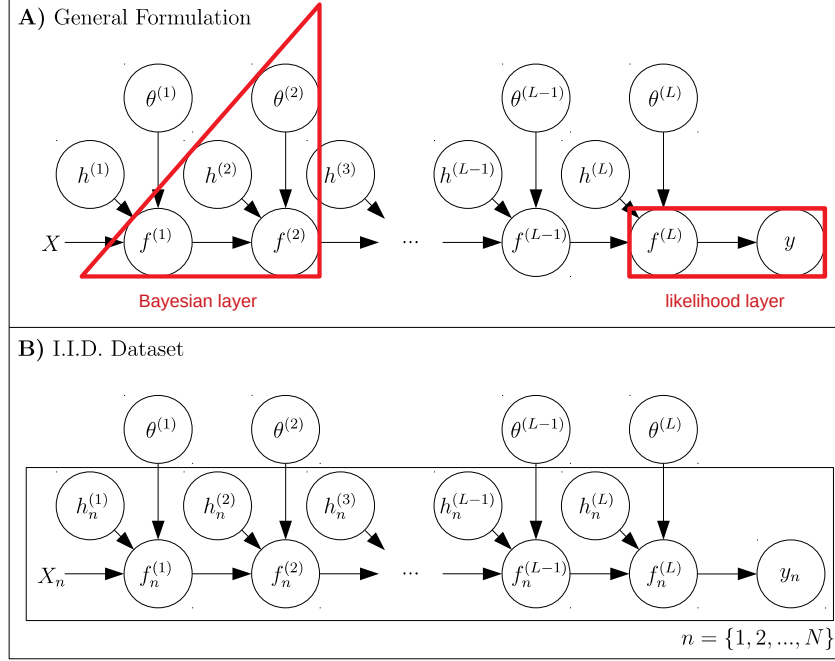 A) General Formulation
θ^(1) θ^(2) θ^(L−1) θ^(L)
h^(1) h^(2) h^(3) h^(L−1) h^(L)
X f^(1) f^(2) ... f^(L−1) f^(L) y
Bayesian layer likelihood layer
B) I.I.D. Dataset
θ^(1) θ^(2) θ^(L−1) θ^(L)
h_n^(1) h_n^(2) h_n^(3) h_n^(L−1) h_n^(L)
X_n f_n^(1) f_n^(2) ... f_n^(L−1) f_n^(L) y_n
n = {1, 2, ..., N}